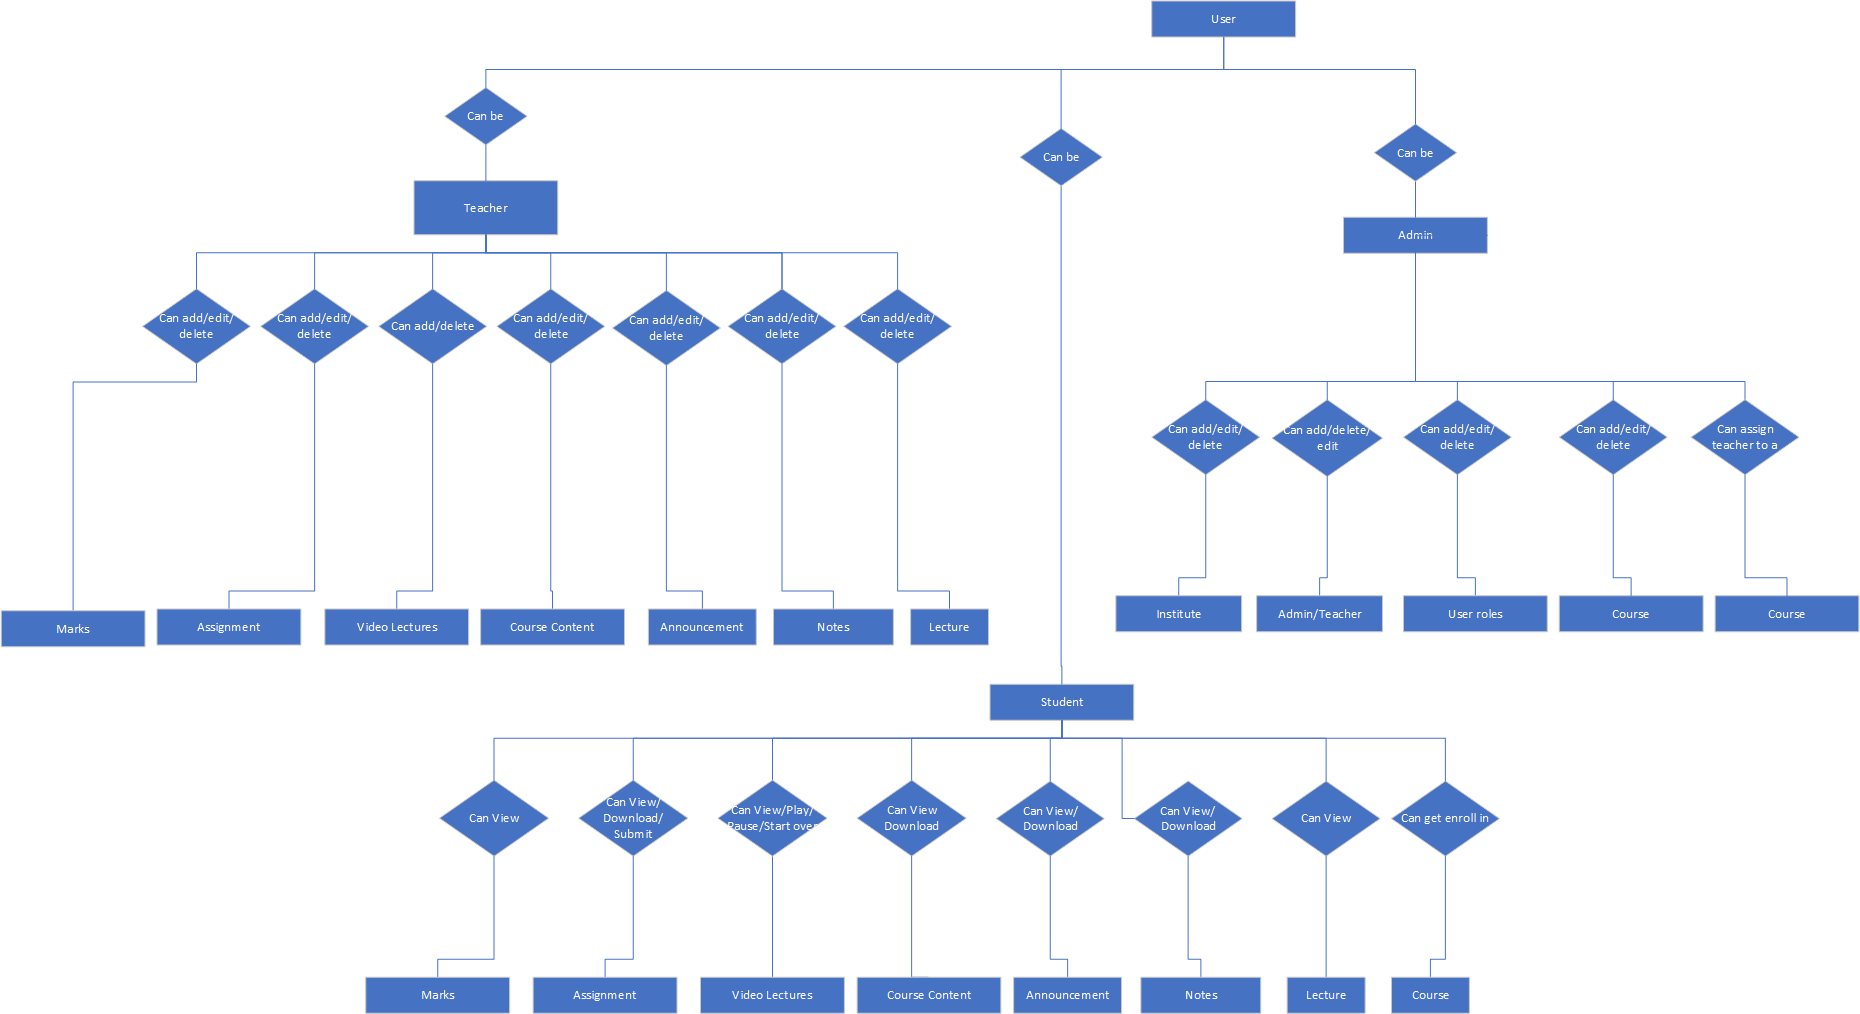 User
Can be
Can be
Can be
Teacher
Admin
Can add/edit/
delete
Can add/edit/
delete
Can add/delete
Can add/edit/
delete
Can add/edit/
delete
Can add/edit/
delete
Can add/edit/
delete
Can add/edit/
delete
Can add/delete/
edit
Can add/edit/
delete
Can add/edit/
delete
Can assign
teacher to a
Marks
Assignment
Video Lectures
Course Content
Announcement
Notes
Lecture
Institute
Admin/Teacher
User roles
Course
Course
Student
Can View
Can View/
Download/
Submit
Can View/Play/
Pause/Start over
Can View
Download
Can View/
Download
Can View/
Download
Can View
Can get enroll in
Marks
Assignment
Video Lectures
Course Content
Announcement
Notes
Lecture
Course